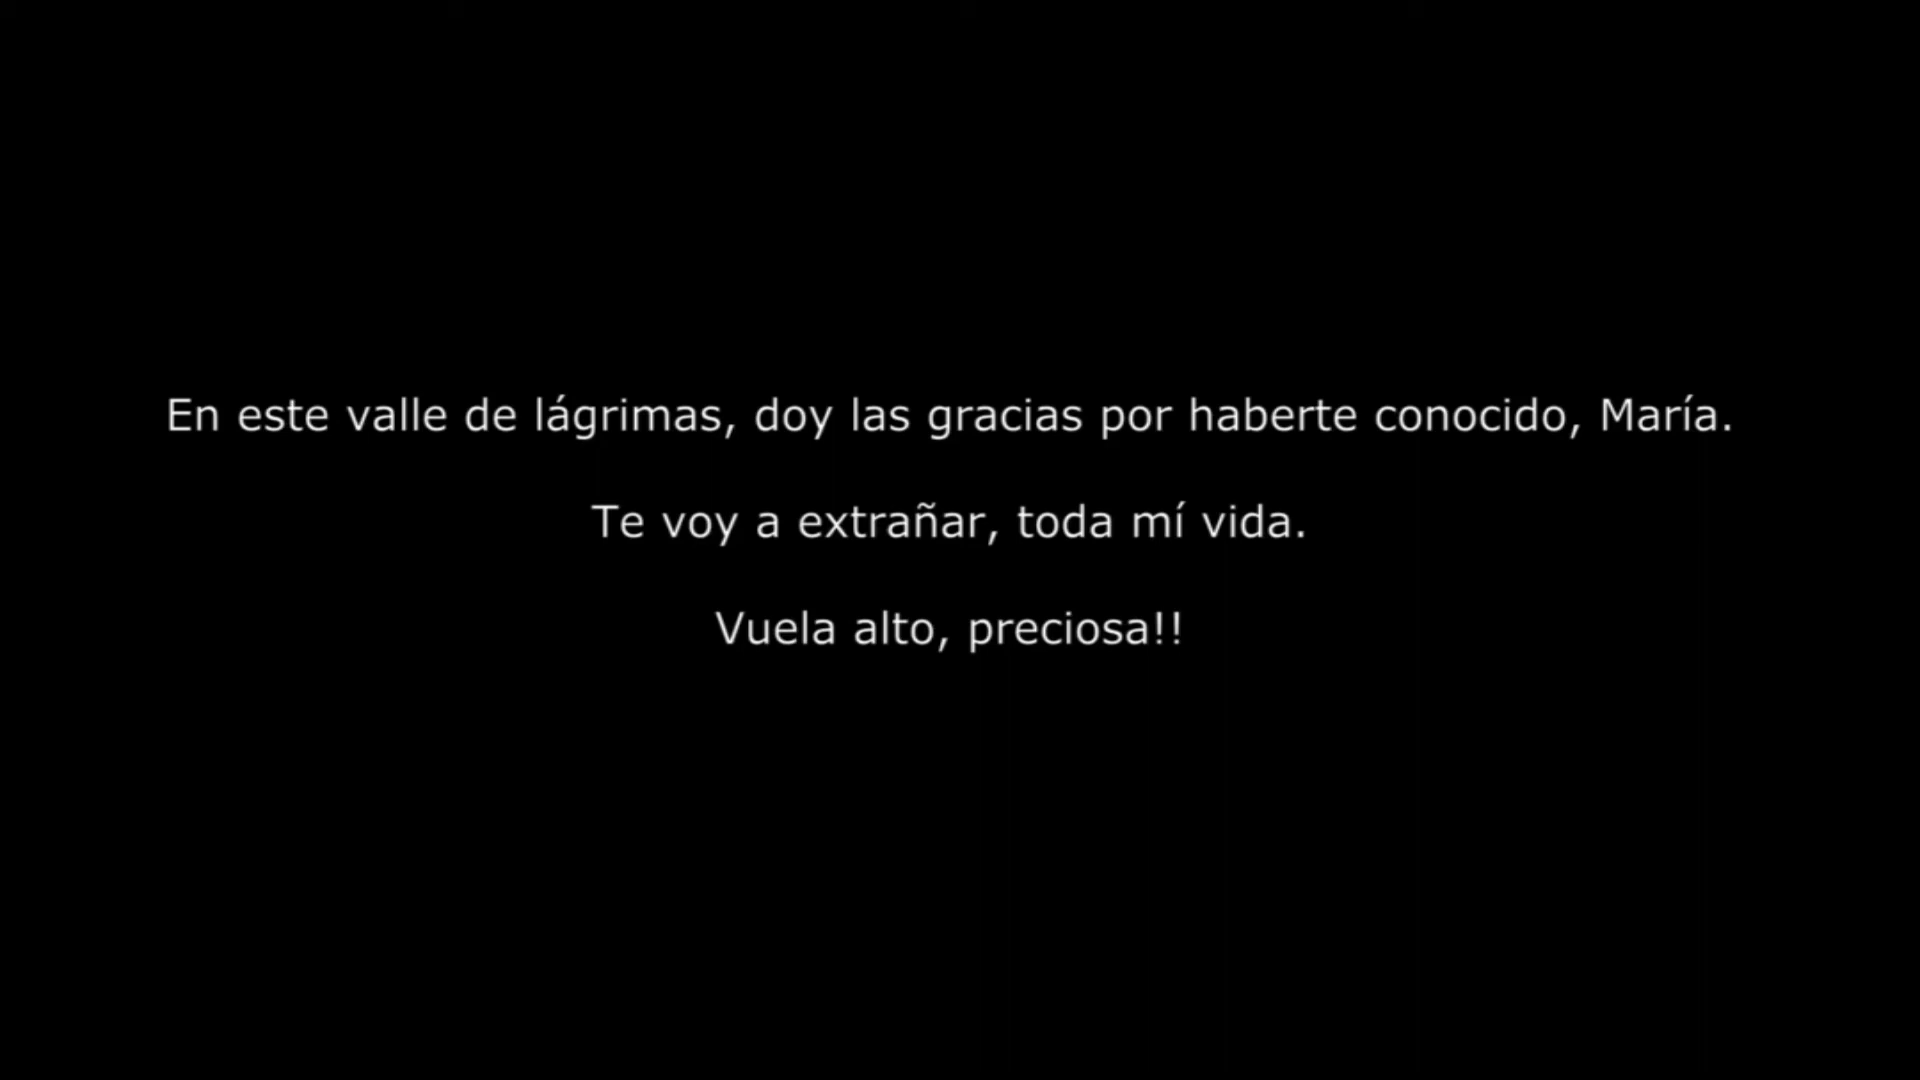 En este valle de lágrimas, doy las gracias por haberte conocido, María.
Te voy a extrañar, toda mí vida.
Vuela alto, preciosa!!